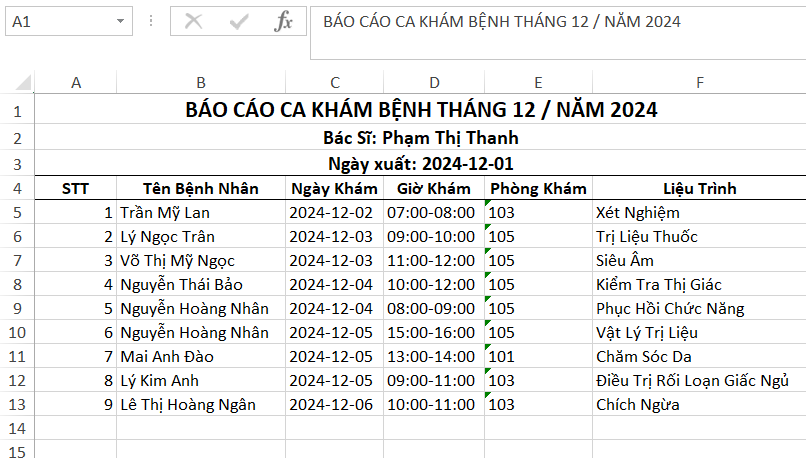 A1 fx BÁO CÁO CA KHÁM BỆNH THÁNG 12 / NĂM 2024
A B C D E F
1 BÁO CÁO CA KHÁM BỆNH THÁNG 12 / NĂM 2024
2 Bác Sĩ: Phạm Thị Thanh
3 Ngày xuất: 2024-12-01
4 STT Tên Bệnh Nhân Ngày Khám Giờ Khám Phòng Khám Liệu Trình
5 1 Trần Mỹ Lan 2024-12-02 07:00-08:00 103 Xét Nghiệm
6 2 Lý Ngọc Trân 2024-12-03 09:00-10:00 105 Trị Liệu Thuốc
7 3 Võ Thị Mỹ Ngọc 2024-12-03 11:00-12:00 105 Siêu Âm
8 4 Nguyễn Thái Bảo 2024-12-04 10:00-12:00 105 Kiểm Tra Thị Giác
9 5 Nguyễn Hoàng Nhân 2024-12-04 08:00-09:00 105 Phục Hồi Chức Năng
10 6 Nguyễn Hoàng Nhân 2024-12-05 15:00-16:00 105 Vật Lý Trị Liệu
11 7 Mai Anh Đào 2024-12-05 13:00-14:00 101 Chăm Sóc Da
12 8 Lý Kim Anh 2024-12-05 09:00-11:00 103 Điều Trị Rối Loạn Giấc Ngủ
13 9 Lê Thị Hoàng Ngân 2024-12-06 10:00-11:00 103 Chích Ngừa
14
15